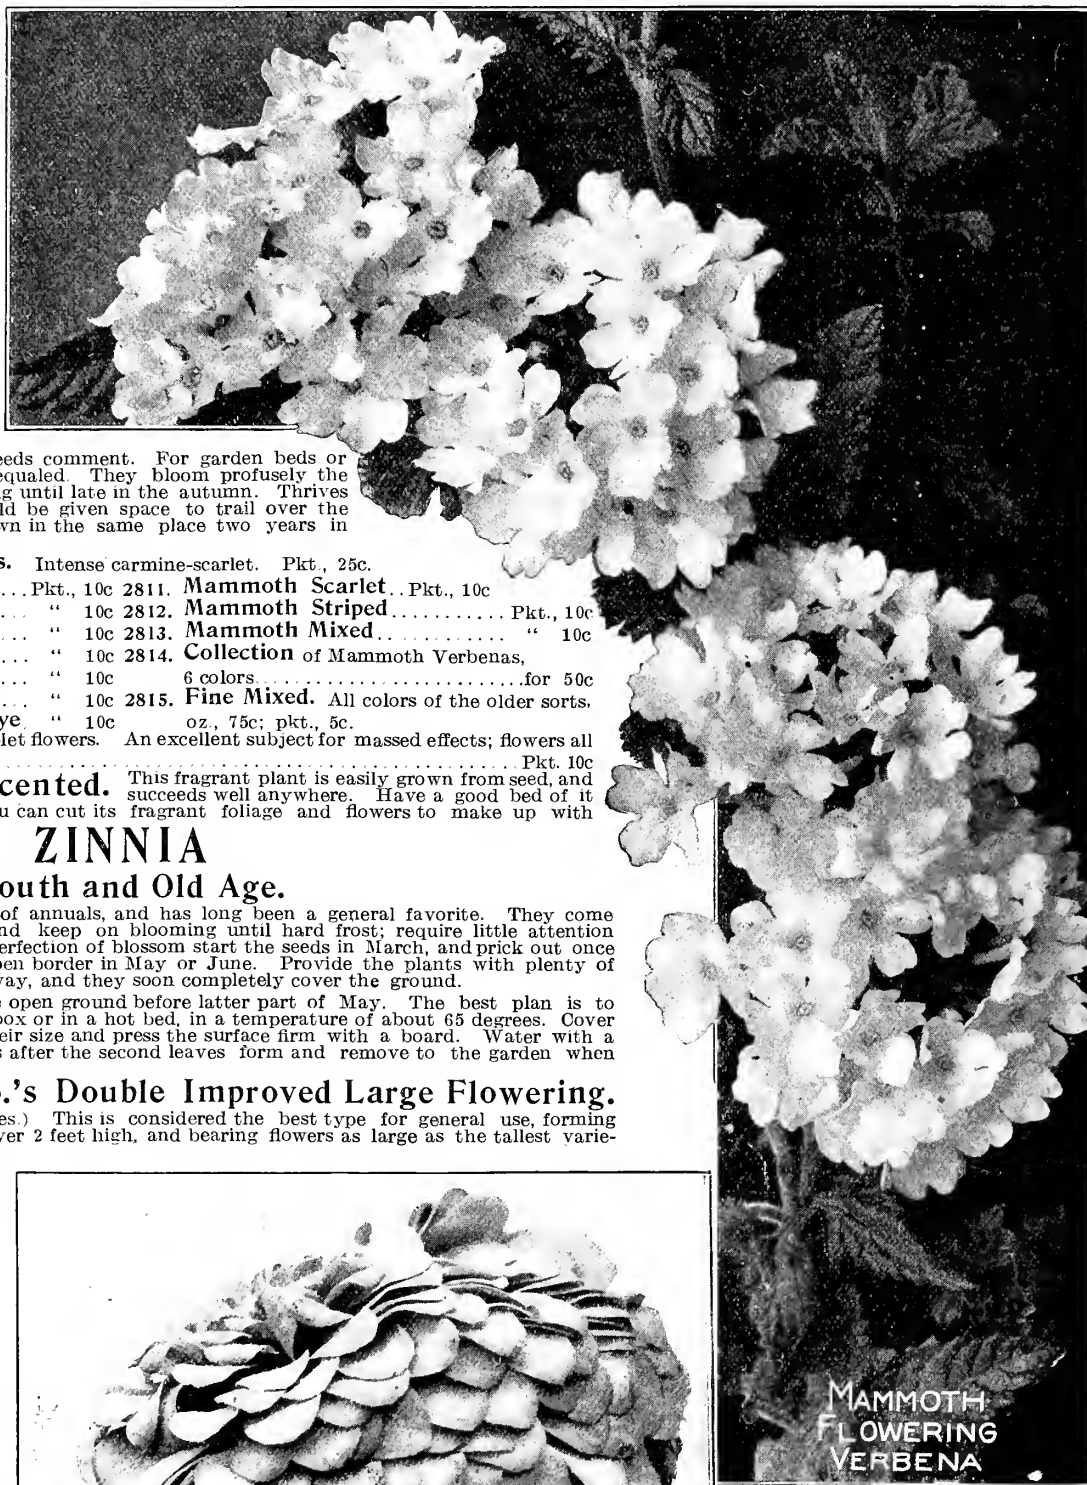 eeds comment. For garden beds or
equaled. They bloom profusely the
g until late in the autumn. Thrives
ld be given space to trail over the
wn in the same place two years in
s. Intense carmine-scarlet. Pkt., 25c.
...Pkt., 10c 2811. Mammoth Scarlet..Pkt., 10c
... " 10c 2812. Mammoth Striped............Pkt., 10c
... " 10c 2813. Mammoth Mixed............ " 10c
... " 10c 2814. Collection of Mammoth Verbenas,
... " 10c 6 colors..........................for 50c
... " 10c 2815. Fine Mixed. All colors of the older sorts,
ye. " 10c oz., 75c; pkt., 5c.
let flowers. An excellent subject for massed effects; flowers all
..................................................Pkt. 10c
cented. This fragrant plant is easily grown from seed, and
succeeds well anywhere. Have a good bed of it
u can cut its fragrant foliage and flowers to make up with
ZINNIA
outh and Old Age.
of annuals, and has long been a general favorite. They come
nd keep on blooming until hard frost; require little attention
erfection of blossom start the seeds in March, and prick out once
pen border in May or June. Provide the plants with plenty of
way, and they soon completely cover the ground.
e open ground before latter part of May. The best plan is to
box or in a hot bed, in a temperature of about 65 degrees. Cover
eir size and press the surface firm with a board. Water with a
s after the second leaves form and remove to the garden when
o.'s Double Improved Large Flowering.
es.) This is considered the best type for general use, forming
ver 2 feet high, and bearing flowers as large as the tallest varie-
MAMMOTH
FLOWERING
VERBENA